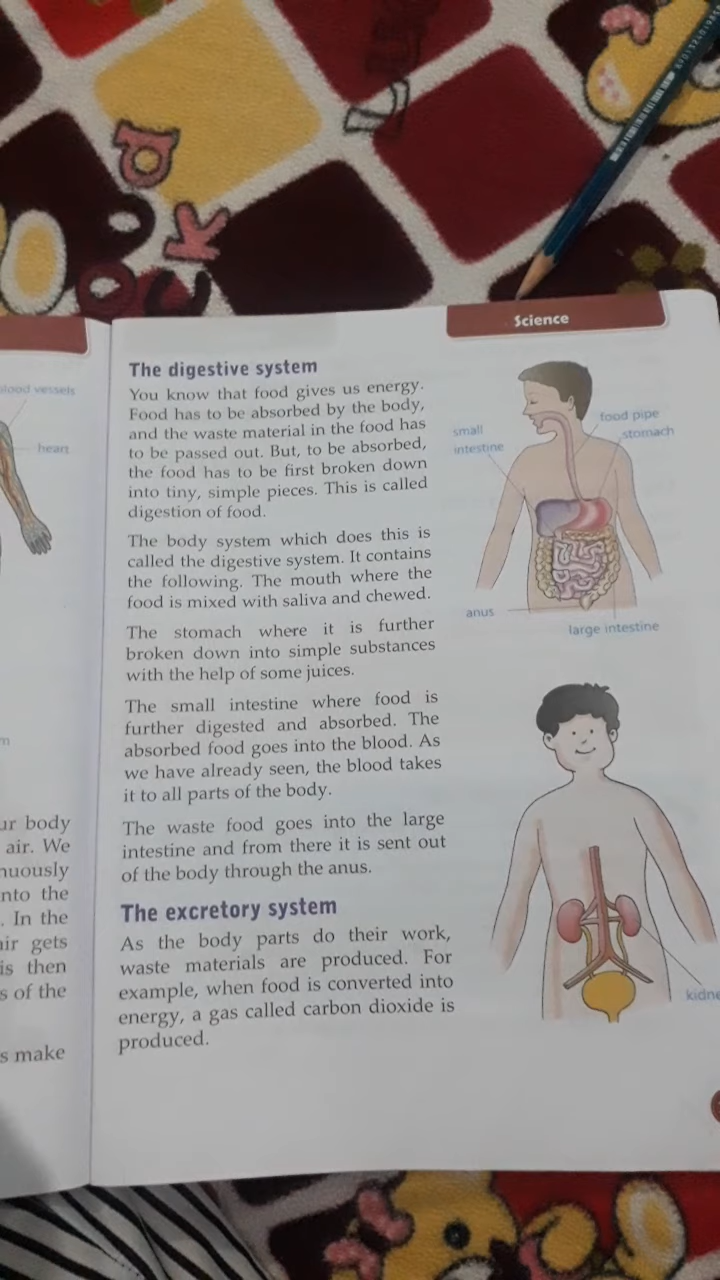 Science
blood vessels
heart
ur body
air. We
nuously
nto the
. In the
air gets
is then
s of the
s make
The digestive system
You know that food gives us energy.
Food has to be absorbed by the body,
and the waste material in the food has
to be passed out. But, to be absorbed,
the food has to be first broken down
into tiny, simple pieces. This is called
digestion of food.
The body system which does this is
called the digestive system. It contains
the following. The mouth where the
food is mixed with saliva and chewed.
The stomach where it is further
broken down into simple substances
with the help of some juices.
The small intestine where food is
further digested and absorbed. The
absorbed food goes into the blood. As
we have already seen, the blood takes
it to all parts of the body.
The waste food goes into the large
intestine and from there it is sent out
of the body through the anus.
The excretory system
As the body parts do their work,
waste materials are produced. For
example, when food is converted into
energy, a gas called carbon dioxide is
produced.
food pipe
stomach
small
intestine
anus
large intestine
kidne